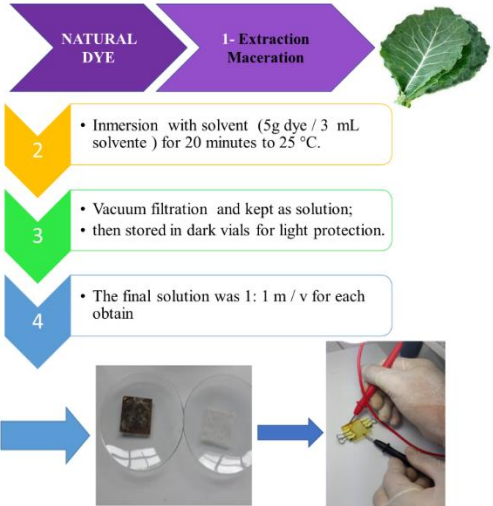 NATURAL
DYE
1- Extraction
Maceration
2
• Inmersion with solvent (5g dye / 3 mL
solvente ) for 20 minutes to 25 °C.
3
• Vacuum filtration and kept as solution;
• then stored in dark vials for light protection.
4
• The final solution was 1: 1 m / v for each
obtain